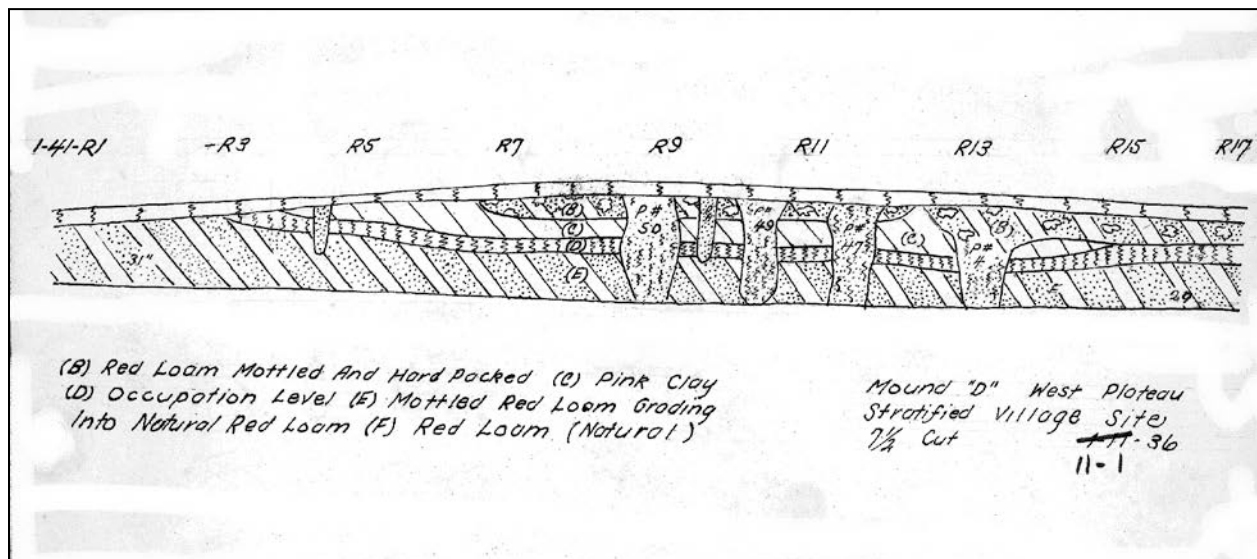 1-41-R1 -R3 R5 R7 R9 R11 R13 R15 R17
(B) P# 50 P# 49 P# 47 (C) P# (B)
(C)
(D)
31" (E) F 29
(B) Red Loam Mottled And Hard Packed (C) Pink Clay
(D) Occupation Level (E) Mottled Red Loam Grading
Into Natural Red Loam (F) Red Loam (Natural)
Mound "D" West Plateau
Stratified Village Site
7½ Cut
-36
11-1